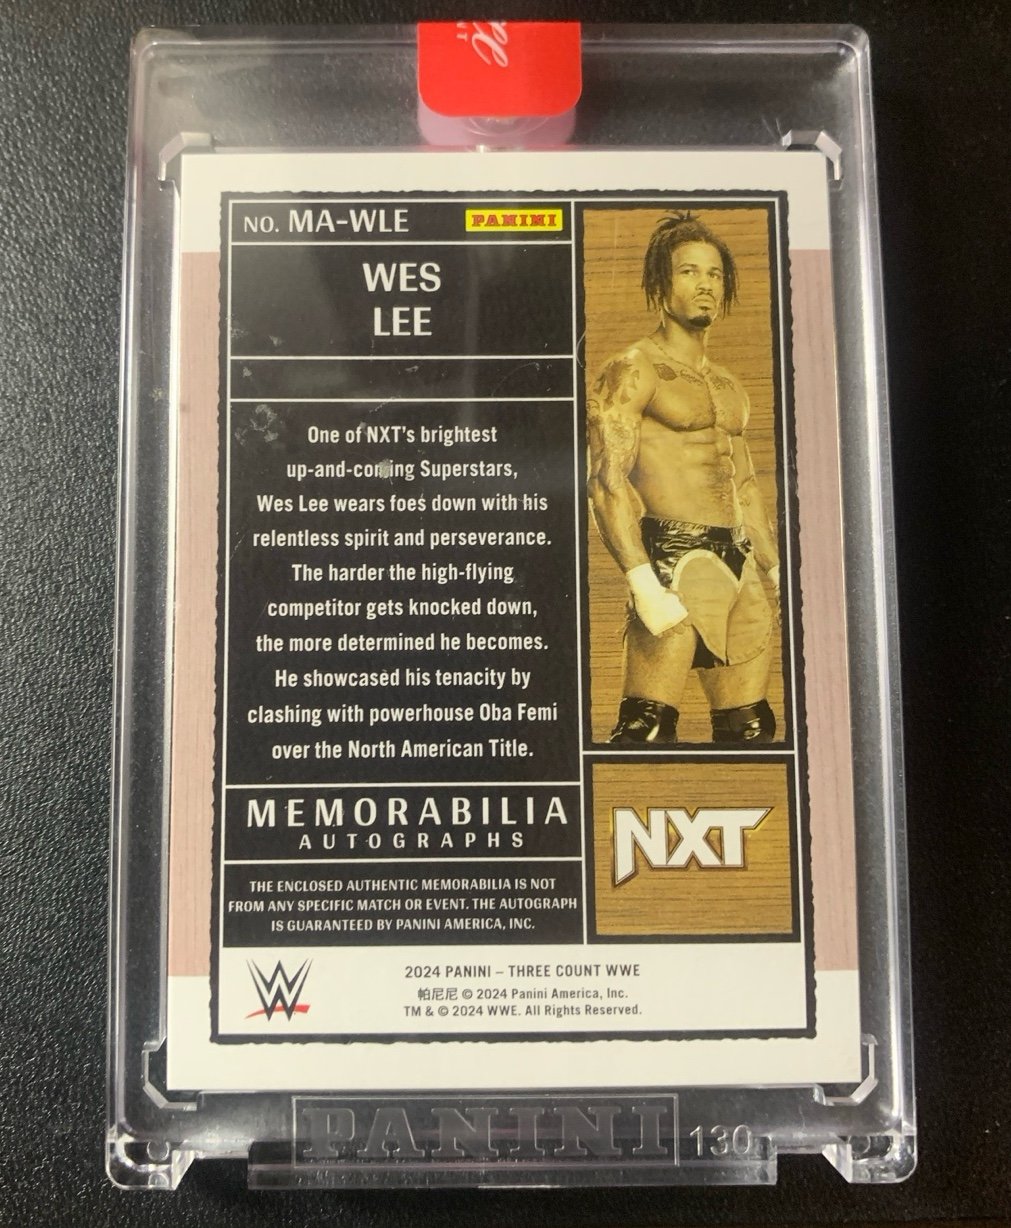 NO. MA-WLE
PANINI
WES
LEE
One of NXT's brightest
up-and-coming Superstars,
Wes Lee wears foes down with his
relentless spirit and perseverance.
The harder the high-flying
competitor gets knocked down,
the more determined he becomes.
He showcased his tenacity by
clashing with powerhouse Oba Femi
over the North American Title.
MEMORABILIA
AUTOGRAPHS
NXT
THE ENCLOSED AUTHENTIC MEMORABILIA IS NOT
FROM ANY SPECIFIC MATCH OR EVENT. THE AUTOGRAPH
IS GUARANTEED BY PANINI AMERICA, INC.
W
2024 PANINI – THREE COUNT WWE
帕尼尼 © 2024 Panini America, Inc.
TM & © 2024 WWE. All Rights Reserved.
PANINI 130